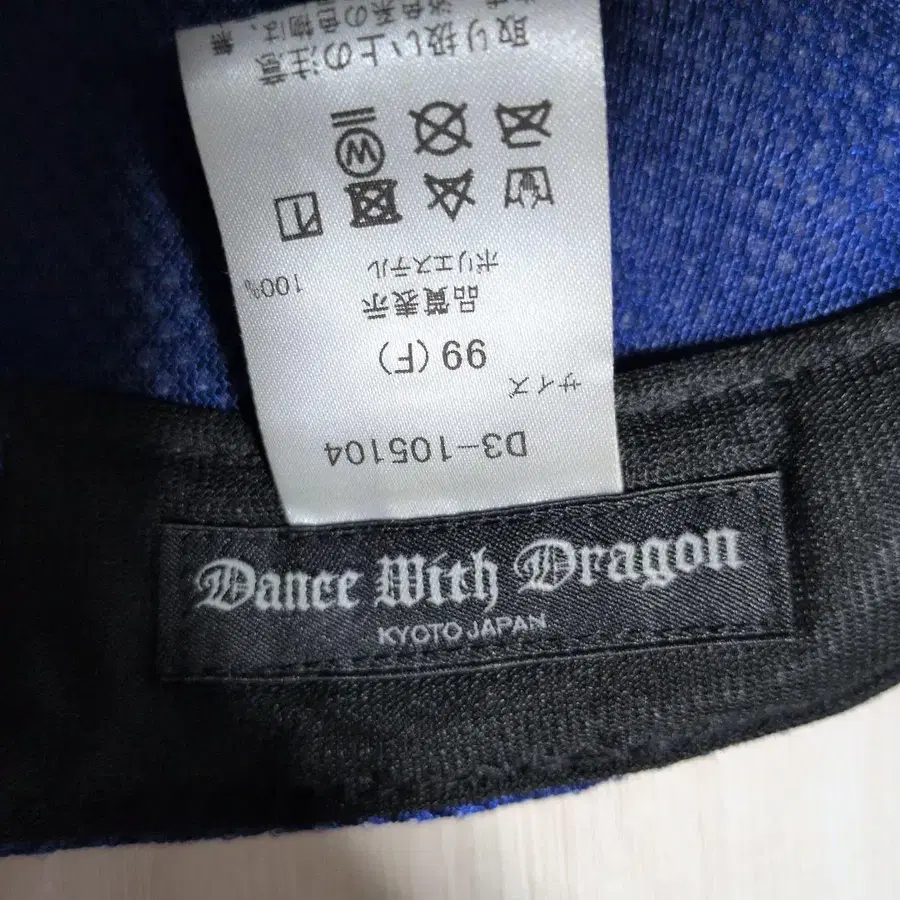 D3-105104
サイズ
99(F)
品質表示
ポリエステル
100%
取り扱い上の注意
Dance With Dragon
KYOTO JAPAN